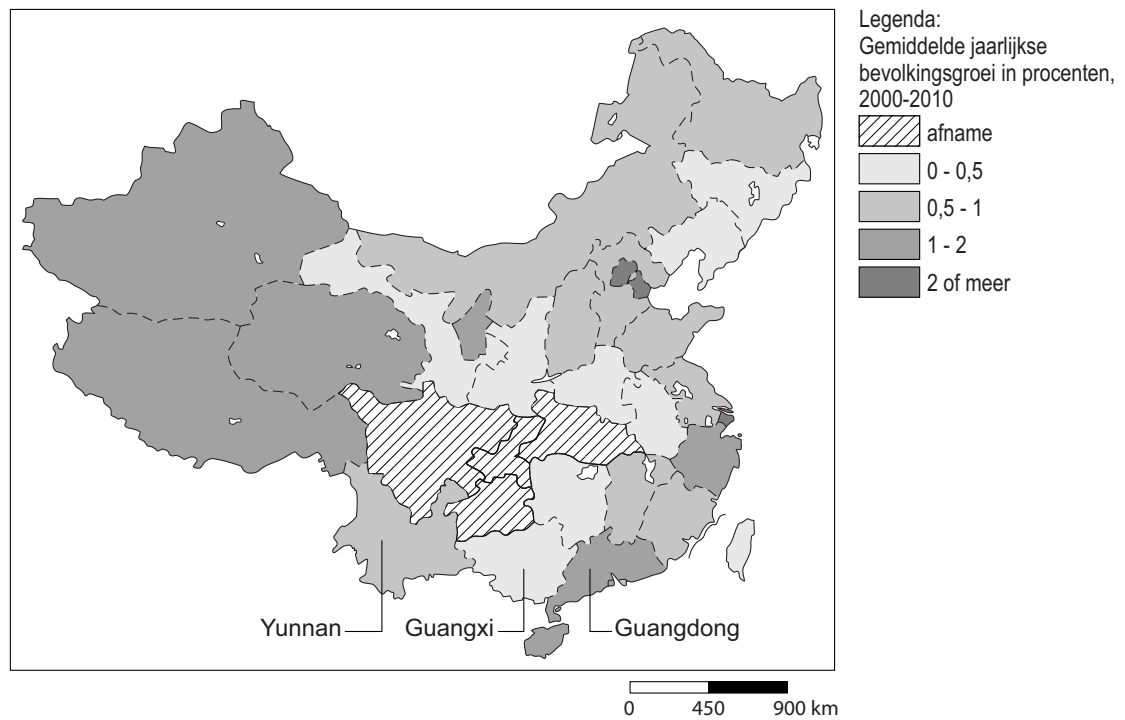 Legenda:
Gemiddelde jaarlijkse
bevolkingsgroei in procenten,
2000-2010
afname
0 - 0,5
0,5 - 1
1 - 2
2 of meer
Yunnan
Guangxi
Guangdong
0 450 900 km